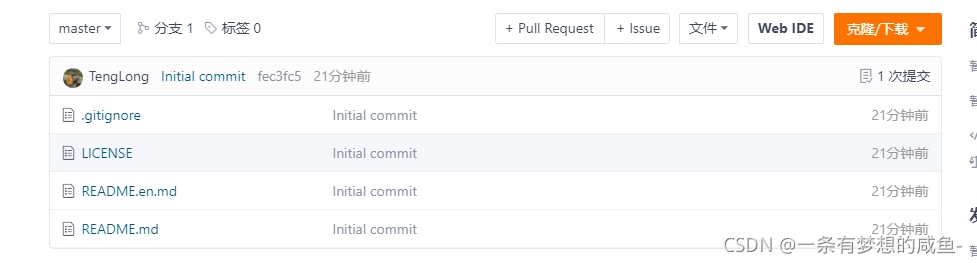 master 分支 1 标签 0 + Pull Request + Issue 文件 Web IDE 克隆/下载
TengLong Initial commit fec3fc5 21分钟前 1 次提交
.gitignore Initial commit 21分钟前
LICENSE Initial commit 21分钟前
README.en.md Initial commit 21分钟前
README.md Initial commit 21分钟前
CSDN @一条有梦想的咸鱼-